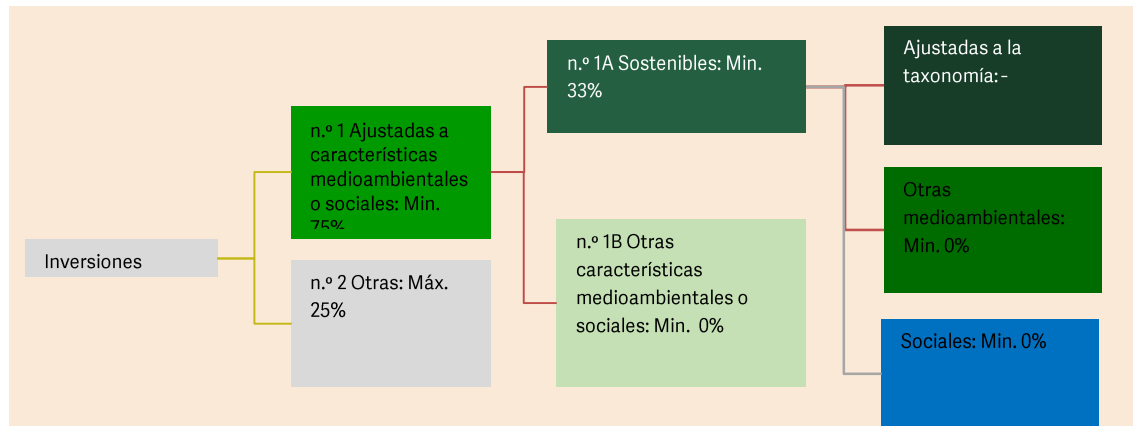 Inversiones
n.º 1 Ajustadas a
características
medioambientales
o sociales: Min.
75%
n.º 2 Otras: Máx.
25%
n.º 1A Sostenibles: Min.
33%
n.º 1B Otras
características
medioambientales o
sociales: Min. 0%
Ajustadas a la
taxonomía: -
Otras
medioambientales:
Min. 0%
Sociales: Min. 0%